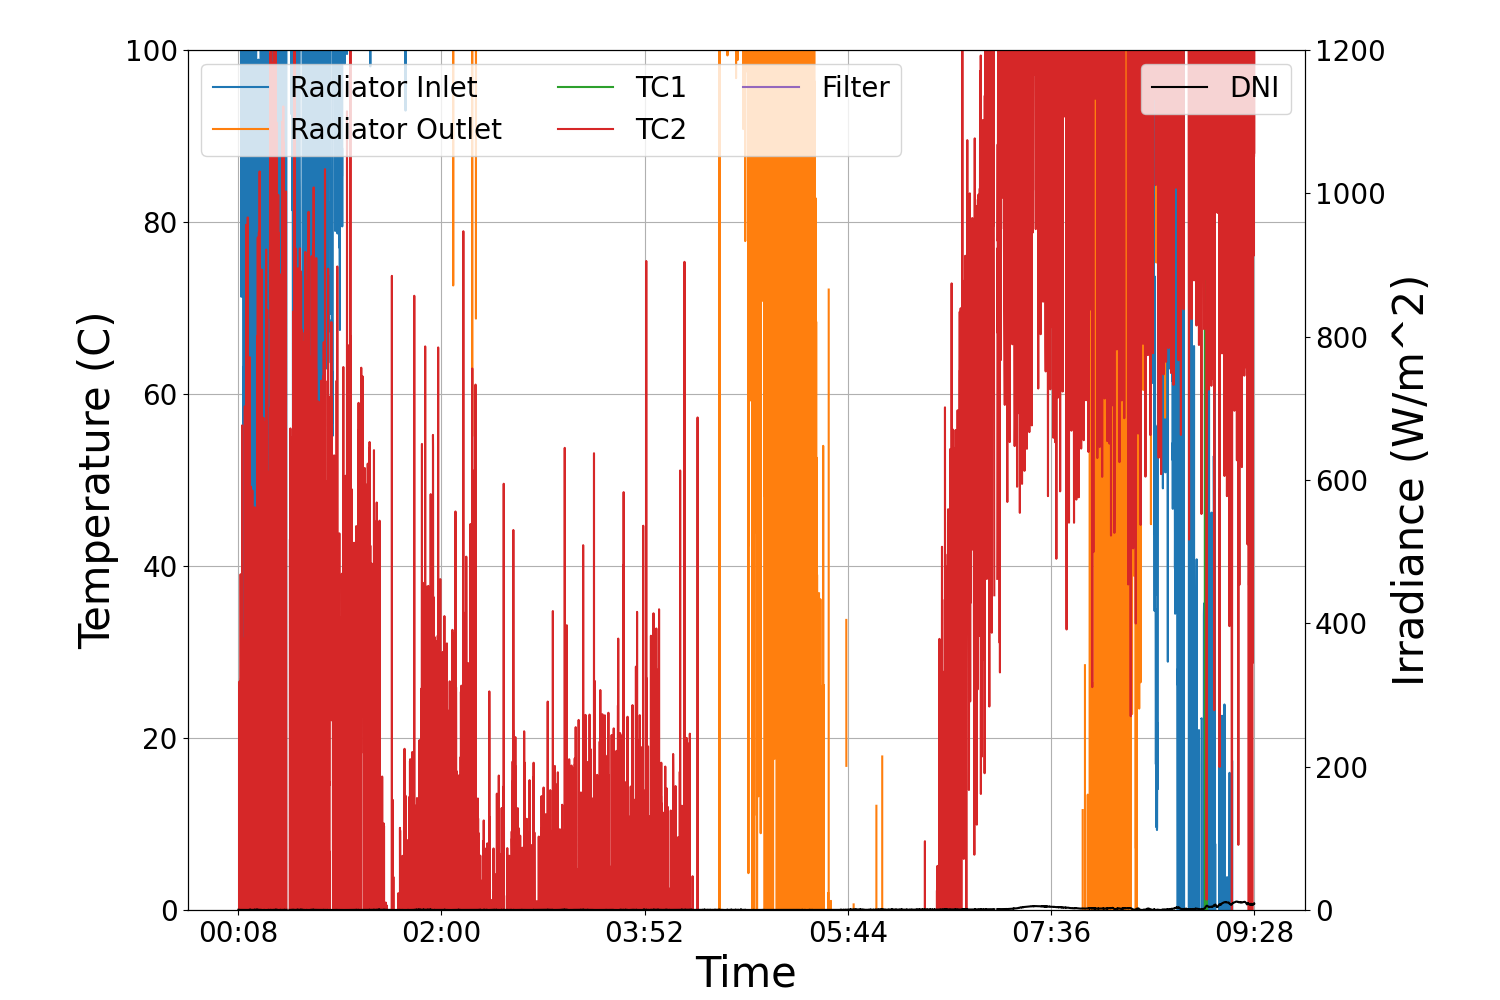 100
80
60
40
20
0
Temperature (C)
Radiator Inlet
Radiator Outlet
TC1
TC2
Filter
DNI
1200
1000
800
600
400
200
0
Irradiance (W/m^2)
00:08
02:00
03:52
05:44
07:36
09:28
Time